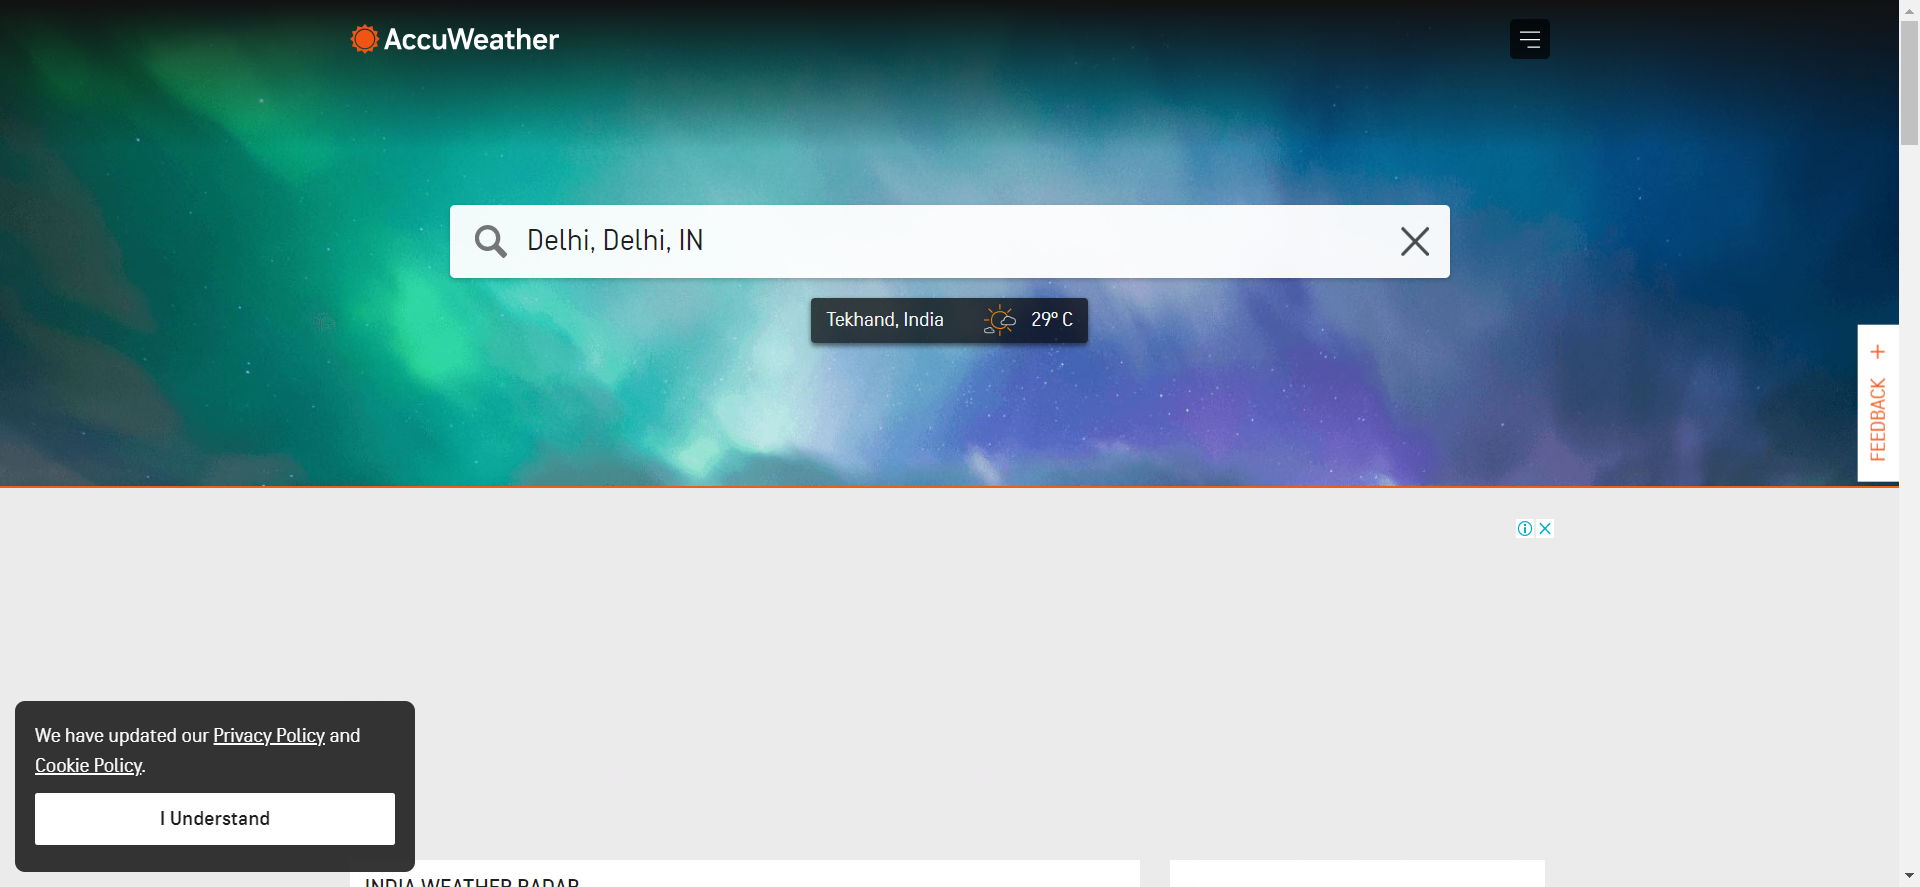 AccuWeather
Delhi, Delhi, IN
Tekhand, India 29° C
FEEDBACK +
We have updated our Privacy Policy and
Cookie Policy.
I Understand
INDIA WEATHER RADAR